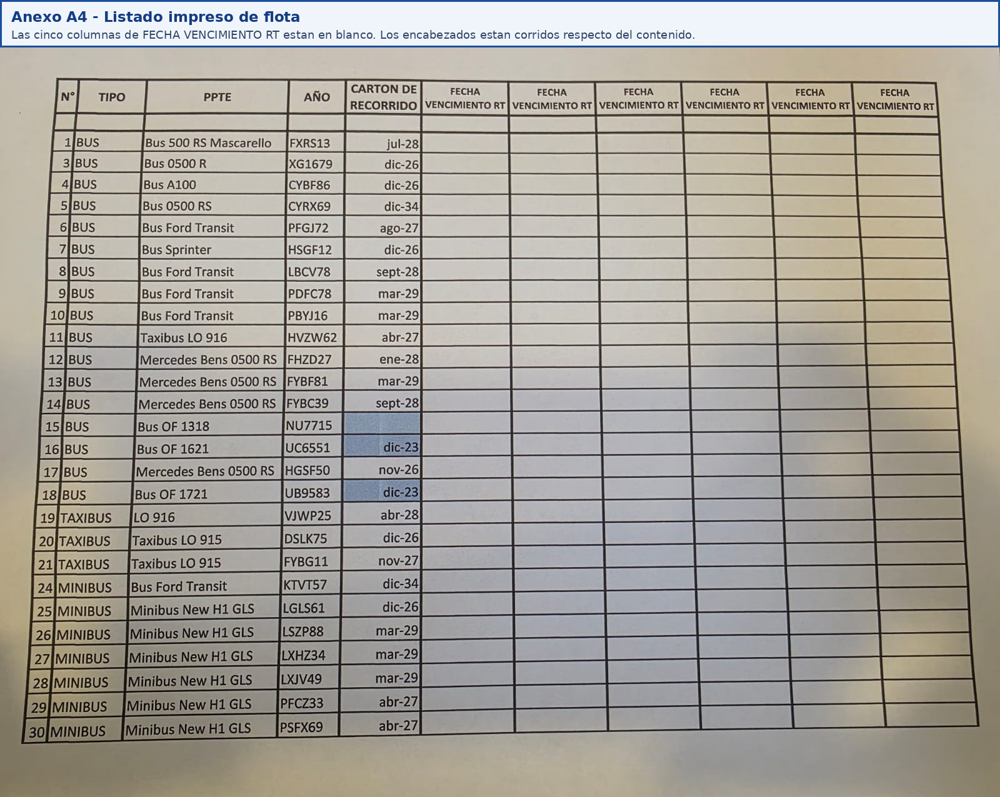 Anexo A4 - Listado impreso de flota
Las cinco columnas de FECHA VENCIMIENTO RT estan en blanco. Los encabezados estan corridos respecto del contenido.
N° TIPO PPTE AÑO CARTON DE RECORRIDO FECHA VENCIMIENTO RT FECHA VENCIMIENTO RT FECHA VENCIMIENTO RT FECHA VENCIMIENTO RT FECHA VENCIMIENTO RT FECHA VENCIMIENTO RT
1 BUS Bus 500 RS Mascarello FXRS13 jul-28
3 BUS Bus 0500 R XG1679 dic-26
4 BUS Bus A100 CYBF86 dic-26
5 BUS Bus 0500 RS CYRX69 dic-34
6 BUS Bus Ford Transit PFGJ72 ago-27
7 BUS Bus Sprinter HSGF12 dic-26
8 BUS Bus Ford Transit LBCV78 sept-28
9 BUS Bus Ford Transit PDFC78 mar-29
10 BUS Bus Ford Transit PBYJ16 mar-29
11 BUS Taxibus LO 916 HVZW62 abr-27
12 BUS Mercedes Bens 0500 RS FHZD27 ene-28
13 BUS Mercedes Bens 0500 RS FYBF81 mar-29
14 BUS Mercedes Bens 0500 RS FYBC39 sept-28
15 BUS Bus OF 1318 NU7715
16 BUS Bus OF 1621 UC6551 dic-23
17 BUS Mercedes Bens 0500 RS HGSF50 nov-26
18 BUS Bus OF 1721 UB9583 dic-23
19 TAXIBUS LO 916 VJWP25 abr-28
20 TAXIBUS Taxibus LO 915 DSLK75 dic-26
21 TAXIBUS Taxibus LO 915 FYBG11 nov-27
24 MINIBUS Bus Ford Transit KTVT57 dic-34
25 MINIBUS Minibus New H1 GLS LGLS61 dic-26
26 MINIBUS Minibus New H1 GLS LSZP88 mar-29
27 MINIBUS Minibus New H1 GLS LXHZ34 mar-29
28 MINIBUS Minibus New H1 GLS LXJV49 mar-29
29 MINIBUS Minibus New H1 GLS PFCZ33 abr-27
30 MINIBUS Minibus New H1 GLS PSFX69 abr-27